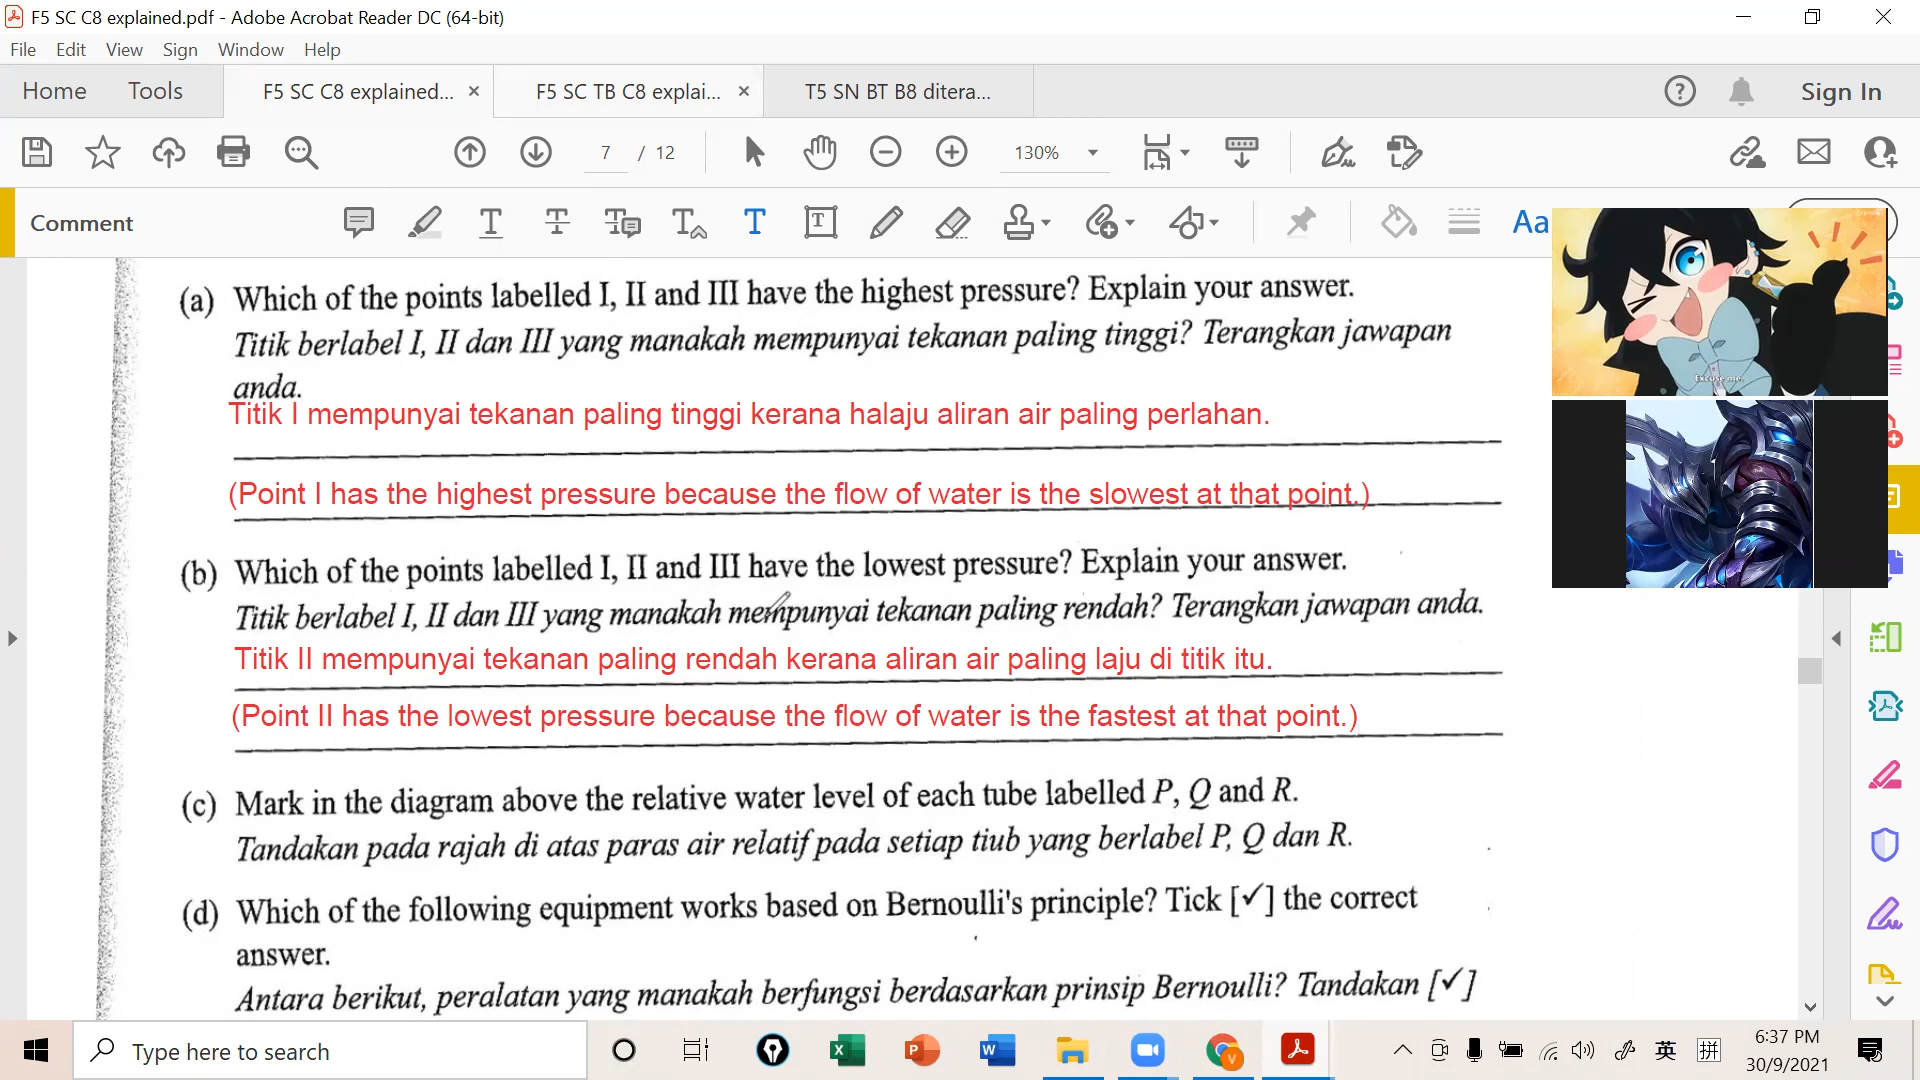 F5 SC C8 explained.pdf - Adobe Acrobat Reader DC (64-bit)
File Edit View Sign Window Help
Home Tools F5 SC C8 explained... × F5 SC TB C8 explai... × T5 SN BT B8 ditera... Sign In
7 / 12 130%
Comment Aa
(a) Which of the points labelled I, II and III have the highest pressure? Explain your answer.
Titik berlabel I, II dan III yang manakah mempunyai tekanan paling tinggi? Terangkan jawapan
anda.
Titik I mempunyai tekanan paling tinggi kerana halaju aliran air paling perlahan.
(Point I has the highest pressure because the flow of water is the slowest at that point.)
(b) Which of the points labelled I, II and III have the lowest pressure? Explain your answer.
Titik berlabel I, II dan III yang manakah mempunyai tekanan paling rendah? Terangkan jawapan anda.
Titik II mempunyai tekanan paling rendah kerana aliran air paling laju di titik itu.
(Point II has the lowest pressure because the flow of water is the fastest at that point.)
(c) Mark in the diagram above the relative water level of each tube labelled P, Q and R.
Tandakan pada rajah di atas paras air relatif pada setiap tiub yang berlabel P, Q dan R.
(d) Which of the following equipment works based on Bernoulli's principle? Tick [✓] the correct
answer.
Antara berikut, peralatan yang manakah berfungsi berdasarkan prinsip Bernoulli? Tandakan [✓]
Excuse me.
Type here to search
英 拼
6:37 PM
30/9/2021